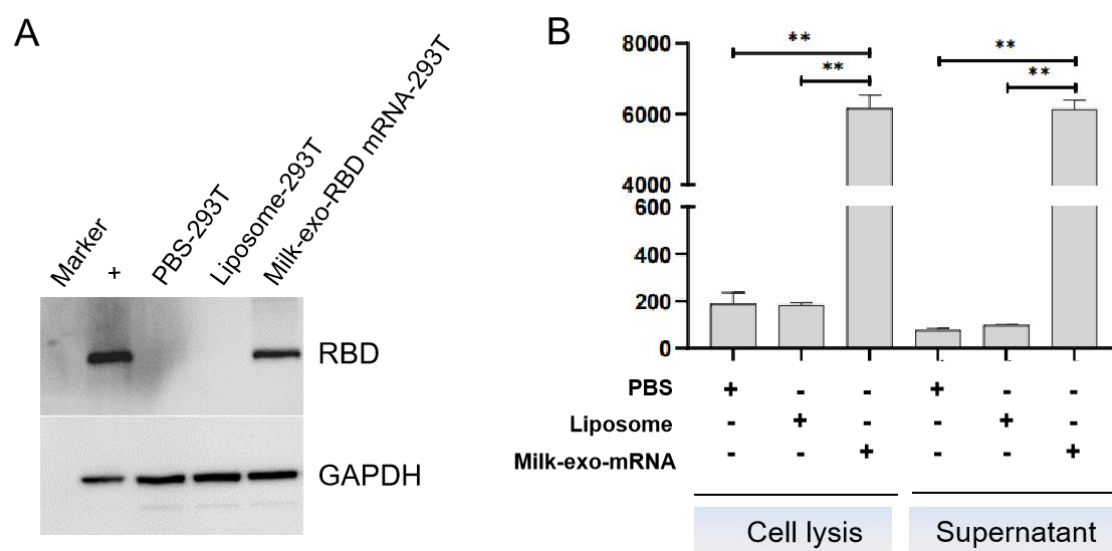 A
Marker
+
PBS-293T
Liposome-293T
Milk-exo-RBD mRNA-293T
RBD
GAPDH
B
8000
6000
4000
600
400
200
0
** **
** **
PBS + - - + - -
Liposome - + - - + -
Milk-exo-mRNA - - + - - +
Cell lysis Supernatant